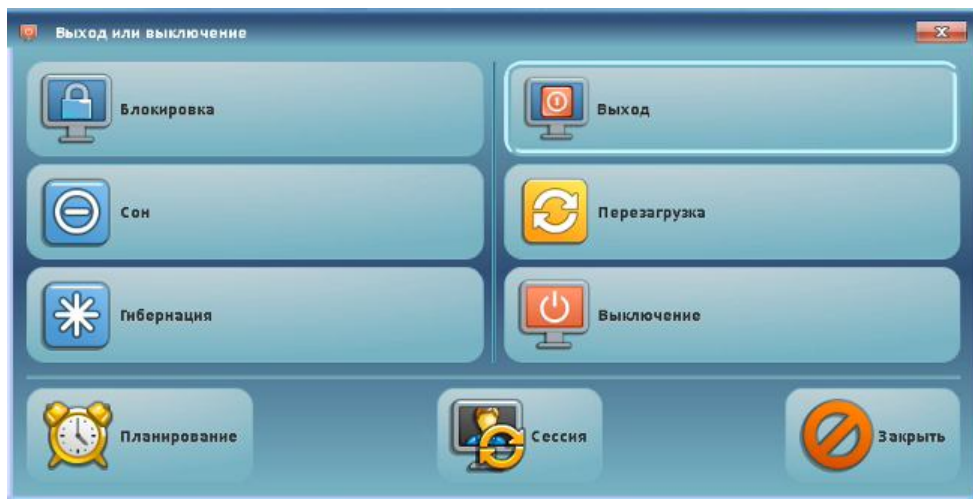 Выход или выключение
Блокировка
Выход
Сон
Перезагрузка
Гибернация
Выключение
Планирование
Сессия
Закрыть